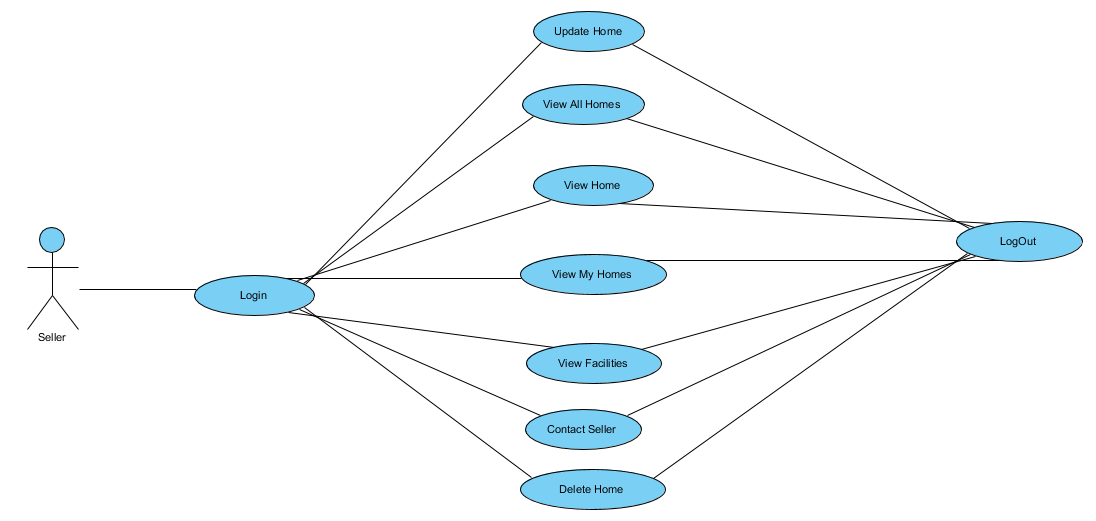 Update Home
View All Homes
View Home
LogOut
View My Homes
Login
Seller
View Facilities
Contact Seller
Delete Home